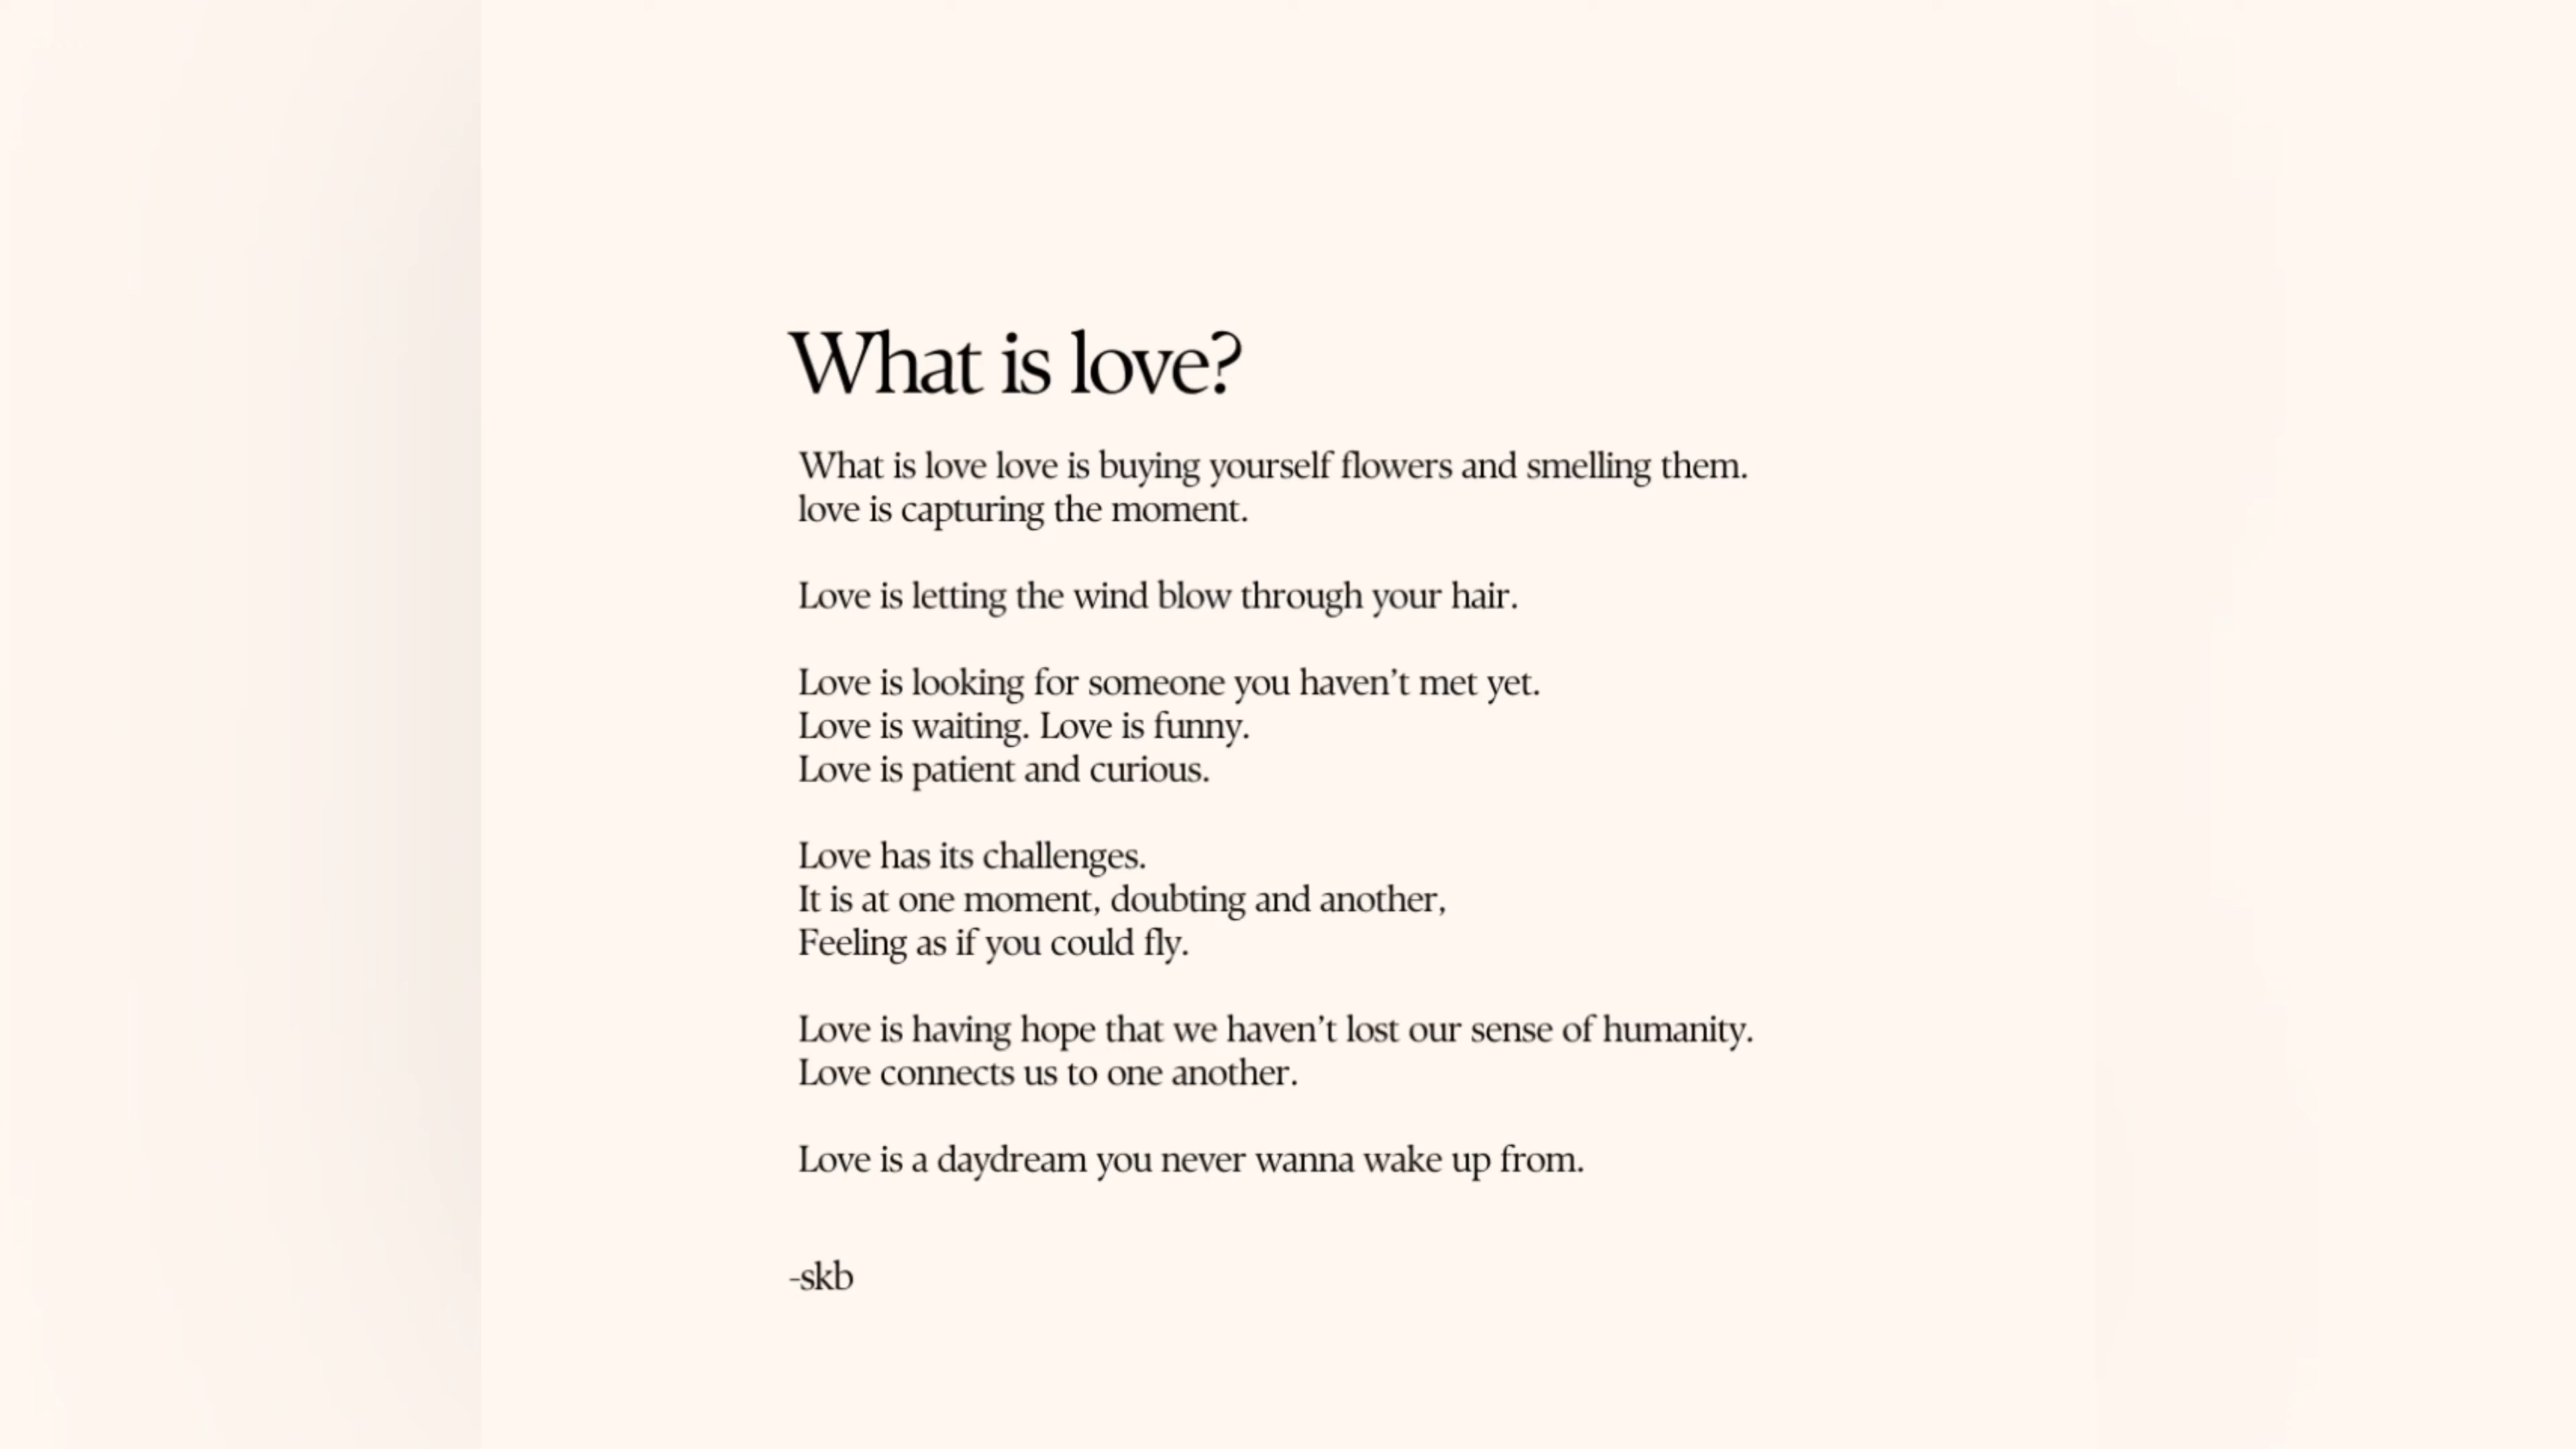 What is love?
What is love love is buying yourself flowers and smelling them.
love is capturing the moment.
Love is letting the wind blow through your hair.
Love is looking for someone you haven’t met yet.
Love is waiting. Love is funny.
Love is patient and curious.
Love has its challenges.
It is at one moment, doubting and another,
Feeling as if you could fly.
Love is having hope that we haven’t lost our sense of humanity.
Love connects us to one another.
Love is a daydream you never wanna wake up from.
-skb